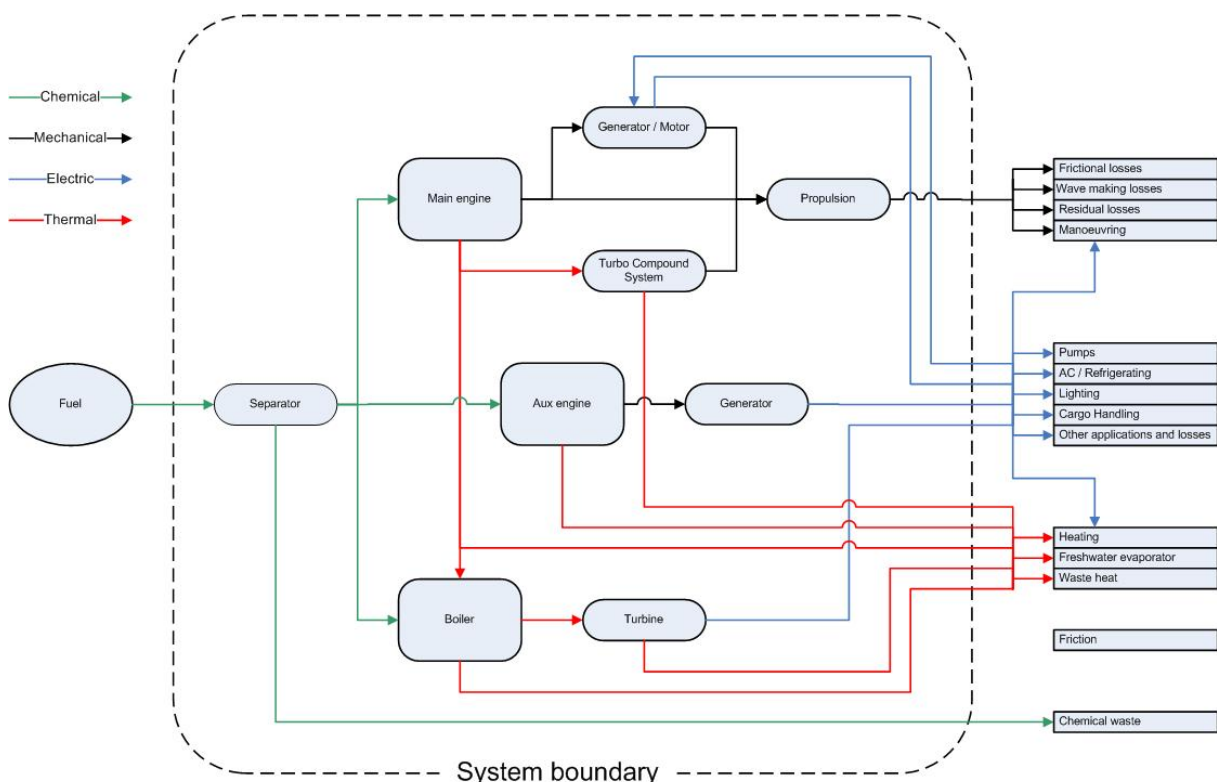 Chemical
Mechanical
Electric
Thermal
Generator / Motor
Main engine
Propulsion
Turbo Compound
System
Fuel
Separator
Aux engine
Generator
Boiler
Turbine
Frictional losses
Wave making losses
Residual losses
Manoeuvring
Pumps
AC / Refrigerating
Lighting
Cargo Handling
Other applications and losses
Heating
Freshwater evaporator
Waste heat
Friction
Chemical waste
System boundary